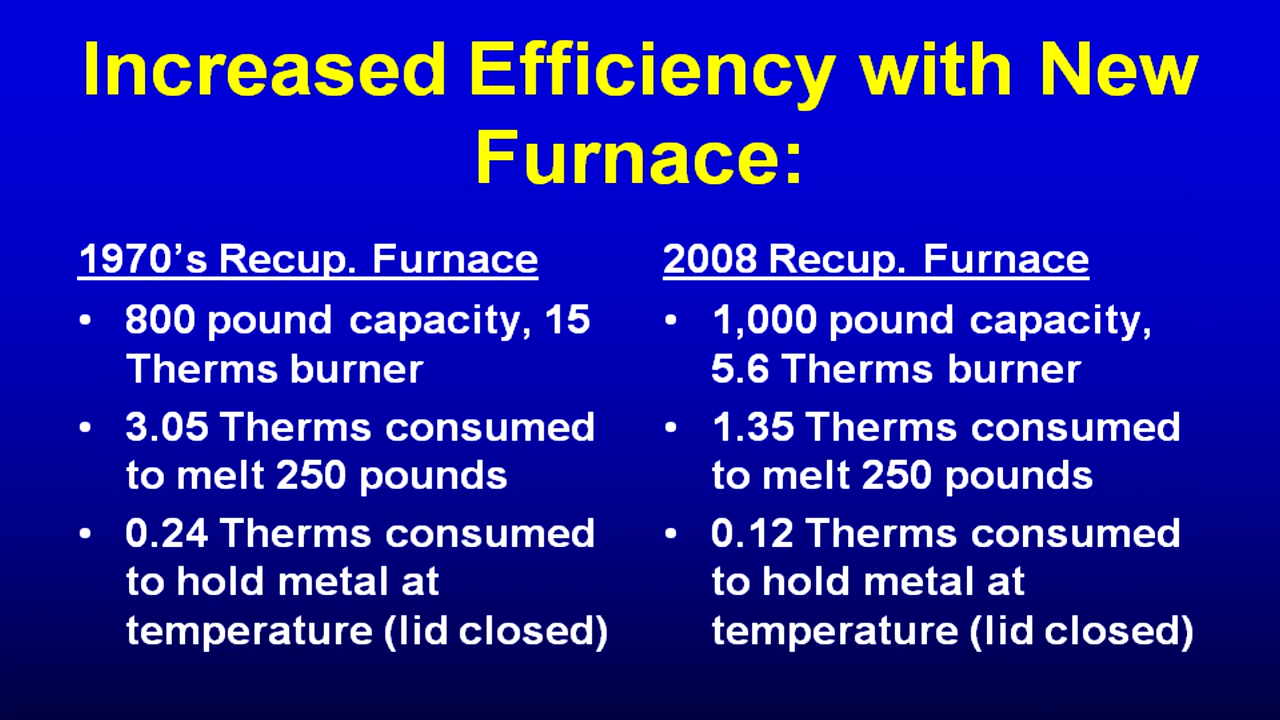 Increased Efficiency with New
Furnace:
1970’s Recup. Furnace
• 800 pound capacity, 15
Therms burner
• 3.05 Therms consumed
to melt 250 pounds
• 0.24 Therms consumed
to hold metal at
temperature (lid closed)
2008 Recup. Furnace
• 1,000 pound capacity,
5.6 Therms burner
• 1.35 Therms consumed
to melt 250 pounds
• 0.12 Therms consumed
to hold metal at
temperature (lid closed)